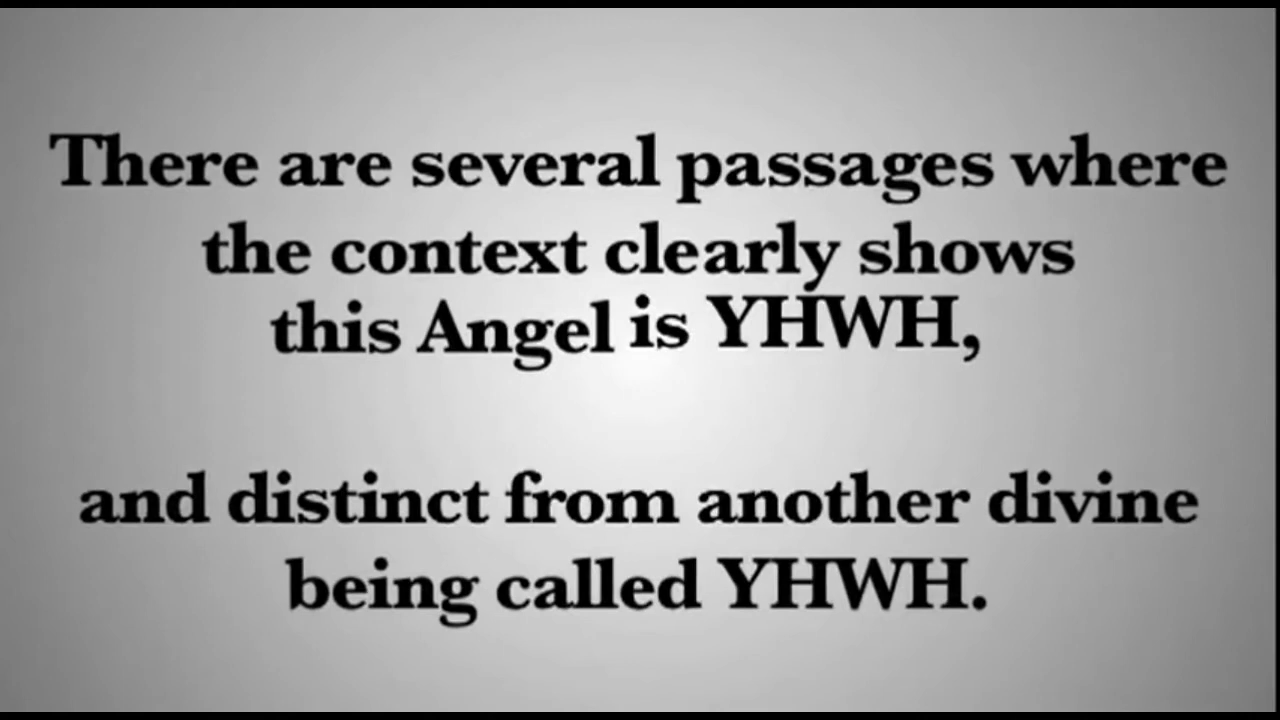 There are several passages where
the context clearly shows
this Angel is YHWH,
and distinct from another divine
being called YHWH.